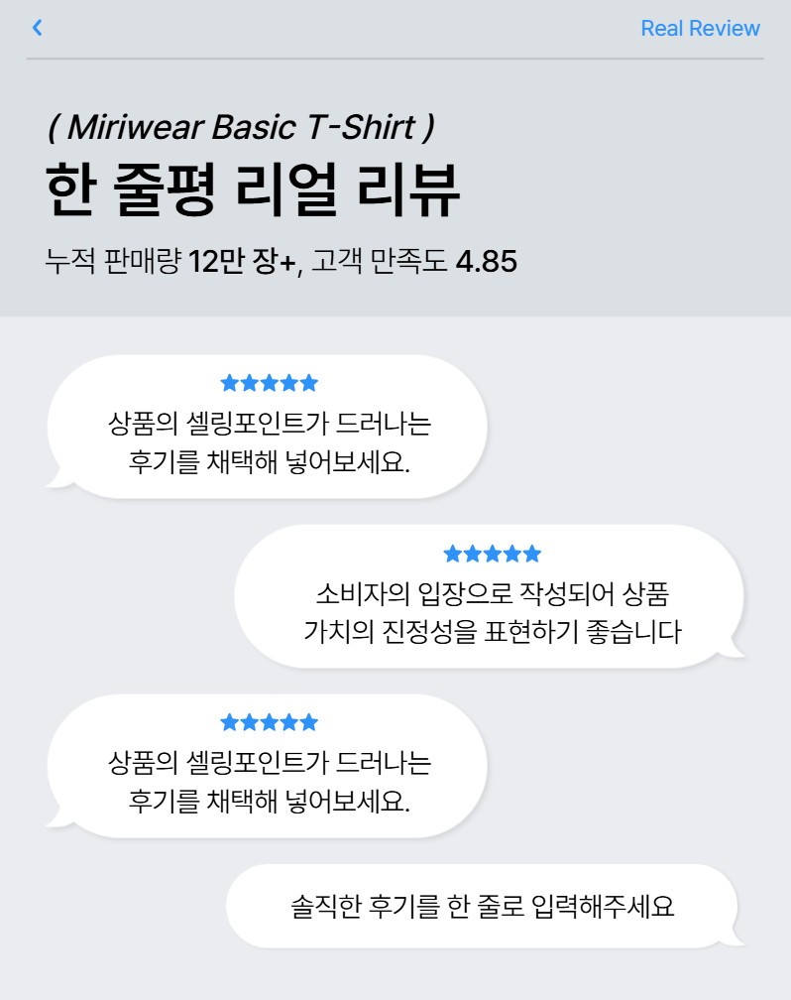 Real Review
( Miriwear Basic T-Shirt )
한 줄평 리얼 리뷰
누적 판매량 12만 장+, 고객 만족도 4.85
상품의 셀링포인트가 드러나는
후기를 채택해 넣어보세요.
소비자의 입장으로 작성되어 상품
가치의 진정성을 표현하기 좋습니다
상품의 셀링포인트가 드러나는
후기를 채택해 넣어보세요.
솔직한 후기를 한 줄로 입력해주세요